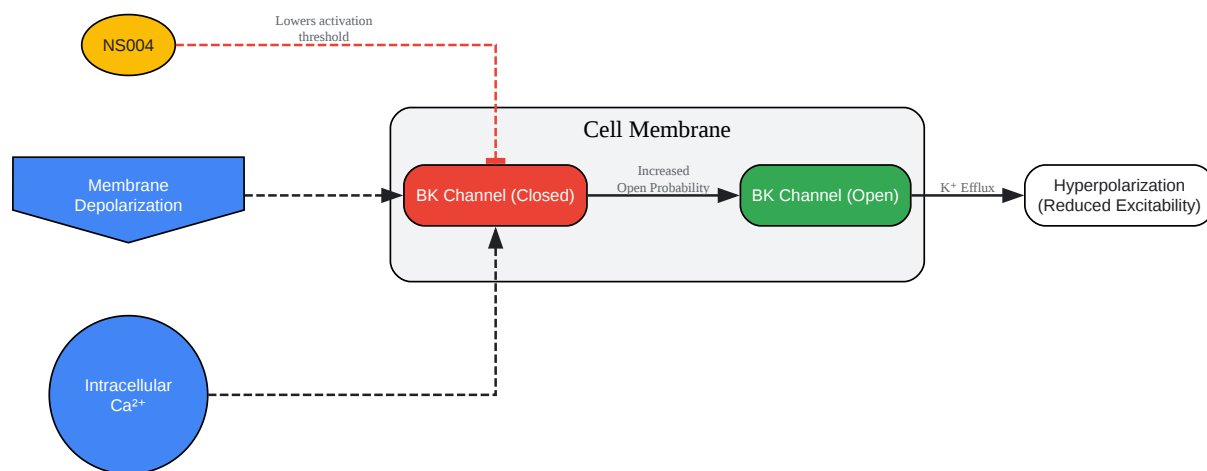 NS004
Lowers activation
threshold
Cell Membrane
Membrane
Depolarization
BK Channel (Closed)
Increased
Open Probability
BK Channel (Open)
K⁺ Efflux
Hyperpolarization
(Reduced Excitability)
Intracellular
Ca²⁺